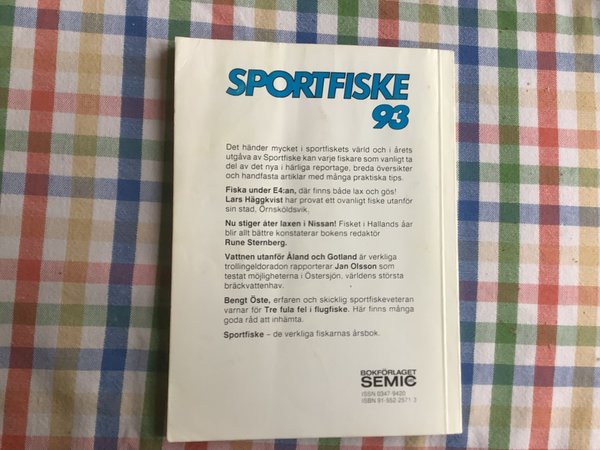 SPORTFISKE
93
Det händer mycket i sportfiskets värld och i årets
utgåva av Sportfiske kan varje fiskare som vanligt ta
del av det nya i härliga reportage, breda översikter
och handfasta artiklar med många praktiska tips.
Fiska under E4:an, där finns både lax och gös!
Lars Häggkvist har provat ett ovanligt fiske utanför
sin stad, Örnsköldsvik.
Nu stiger åter laxen i Nissan! Fisket i Hallands åar
blir allt bättre konstaterar bokens redaktör
Rune Sternberg.
Vattnen utanför Åland och Gotland är verkliga
trollingeldoradon rapporterar Jan Olsson som
testat möjligheterna i Östersjön, världens största
bräckvattenhav.
Bengt Öste, erfaren och skicklig sportfiskeveteran
varnar för Tre fula fel i flugfiske. Här finns många
goda råd att inhämta.
Sportfiske – de verkliga fiskarnas årsbok.
BOKFÖRLAGET
SEMIC
ISSN 0347-9420
ISBN 91-552-2571 3